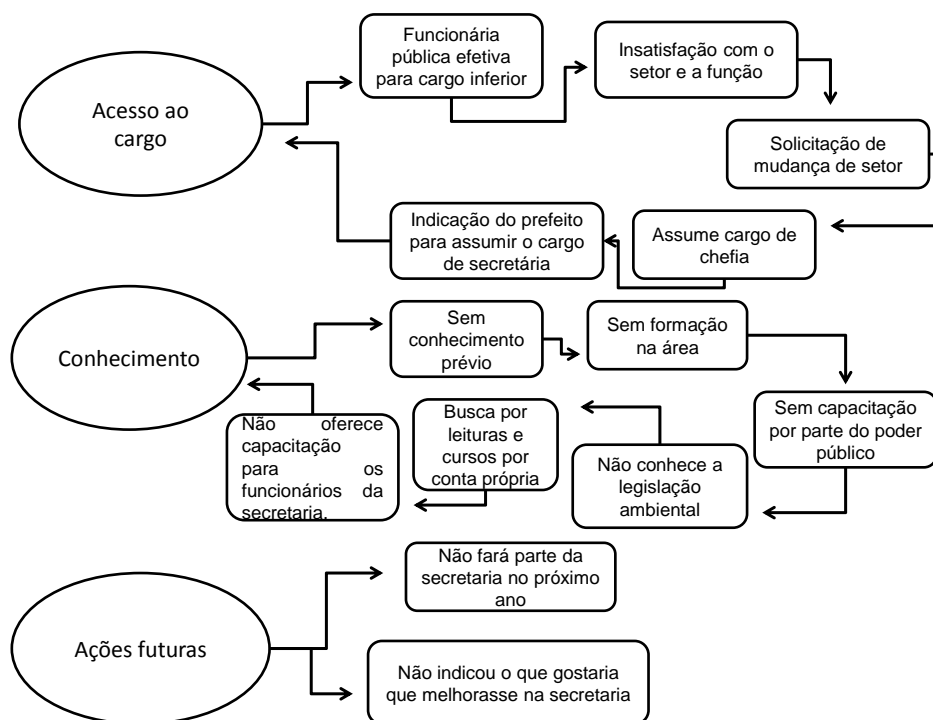 Acesso ao
cargo
Funcionária
pública efetiva
para cargo inferior
Insatisfação com o
setor e a função
Solicitação de
mudança de setor
Assume cargo de
chefia
Indicação do prefeito
para assumir o cargo
de secretária
Conhecimento
Sem
conhecimento
prévio
Sem formação
na área
Sem capacitação
por parte do poder
público
Não conhece a
legislação
ambiental
Busca por
leituras e
cursos por
conta própria
Não oferece
capacitação
para os
funcionários da
secretaria.
Ações futuras
Não fará parte da
secretaria no próximo
ano
Não indicou o que gostaria
que melhorasse na secretaria